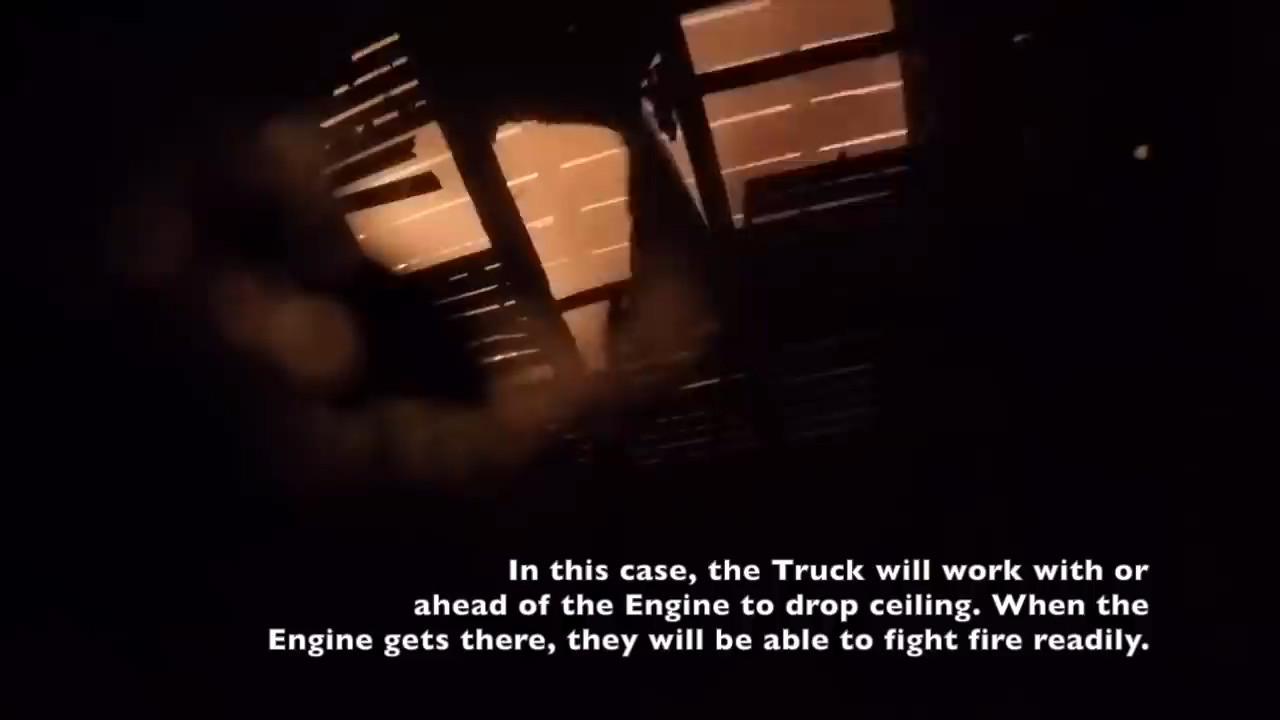 In this case, the Truck will work with or
ahead of the Engine to drop ceiling. When the
Engine gets there, they will be able to fight fire readily.